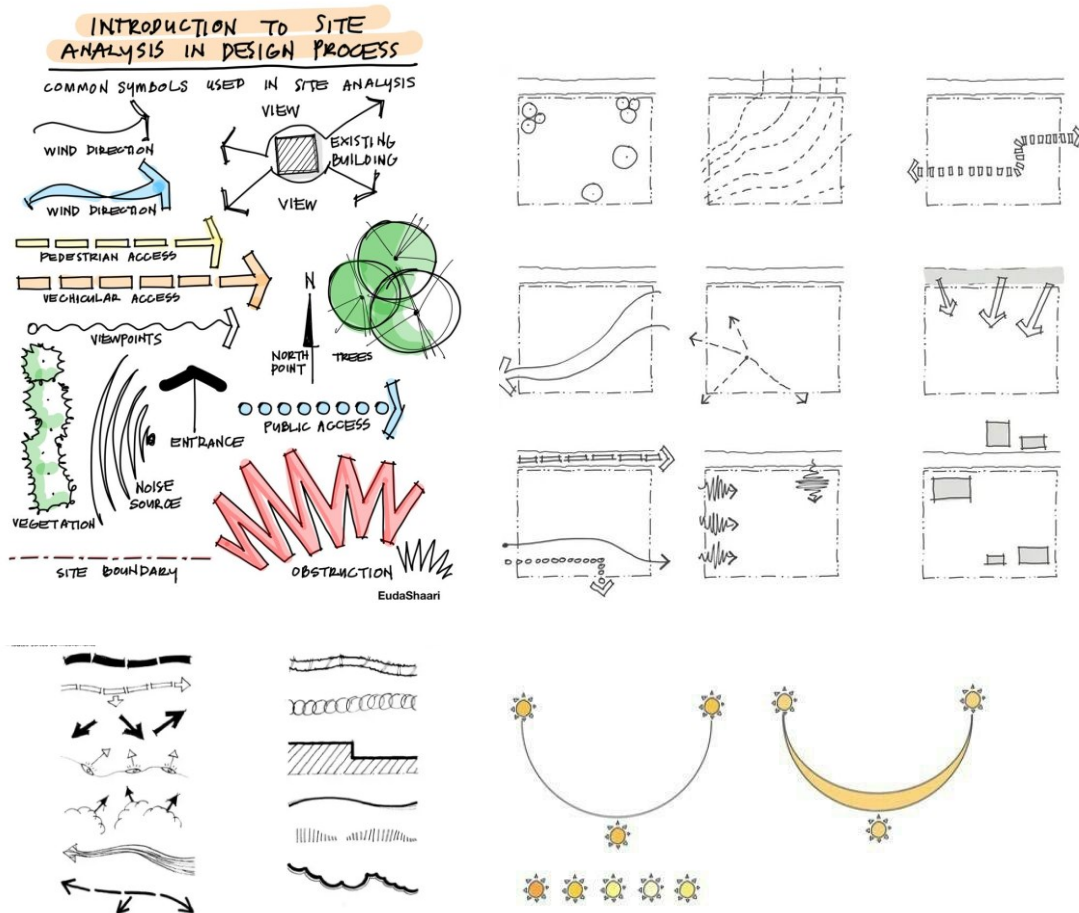 INTRODUCTION TO SITE
ANALYSIS IN DESIGN PROCESS
COMMON SYMBOLS USED IN SITE ANALYSIS
WIND DIRECTION
VIEW
EXISTING
BUILDING
VIEW
WIND DIRECTION
PEDESTRIAN ACCESS
VECHICULAR ACCESS
VIEWPOINTS
N
NORTH
POINT
TREES
ENTRANCE
PUBLIC ACCESS
NOISE
SOURCE
VEGETATION
SITE BOUNDARY
OBSTRUCTION
EudaShaari